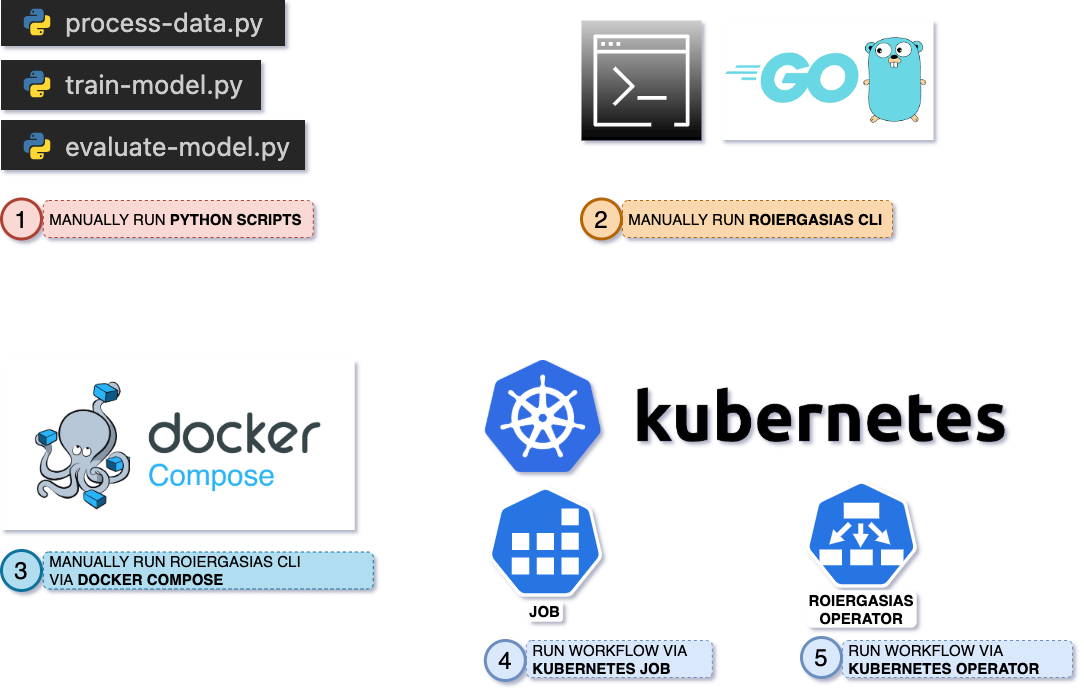 process-data.py
train-model.py
evaluate-model.py
GO
1 MANUALLY RUN PYTHON SCRIPTS
2 MANUALLY RUN ROIERGASIAS CLI
docker
Compose
kubernetes
3 MANUALLY RUN ROIERGASIAS CLI
VIA DOCKER COMPOSE
JOB
ROIERGASIAS
OPERATOR
4 RUN WORKFLOW VIA
KUBERNETES JOB
5 RUN WORKFLOW VIA
KUBERNETES OPERATOR